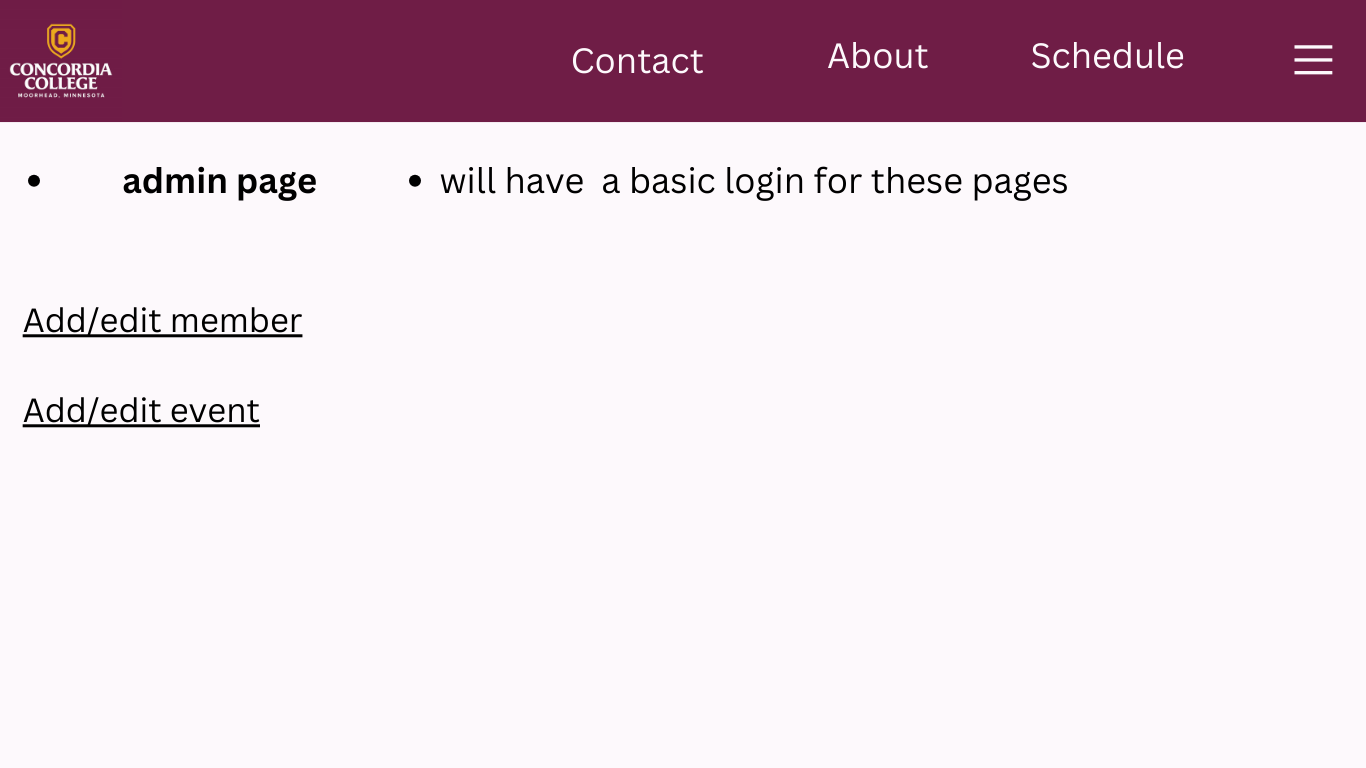 CONCORDIA
COLLEGE
MOORHEAD, MINNESOTA
Contact
About
Schedule
• admin page
• will have a basic login for these pages
Add/edit member
Add/edit event